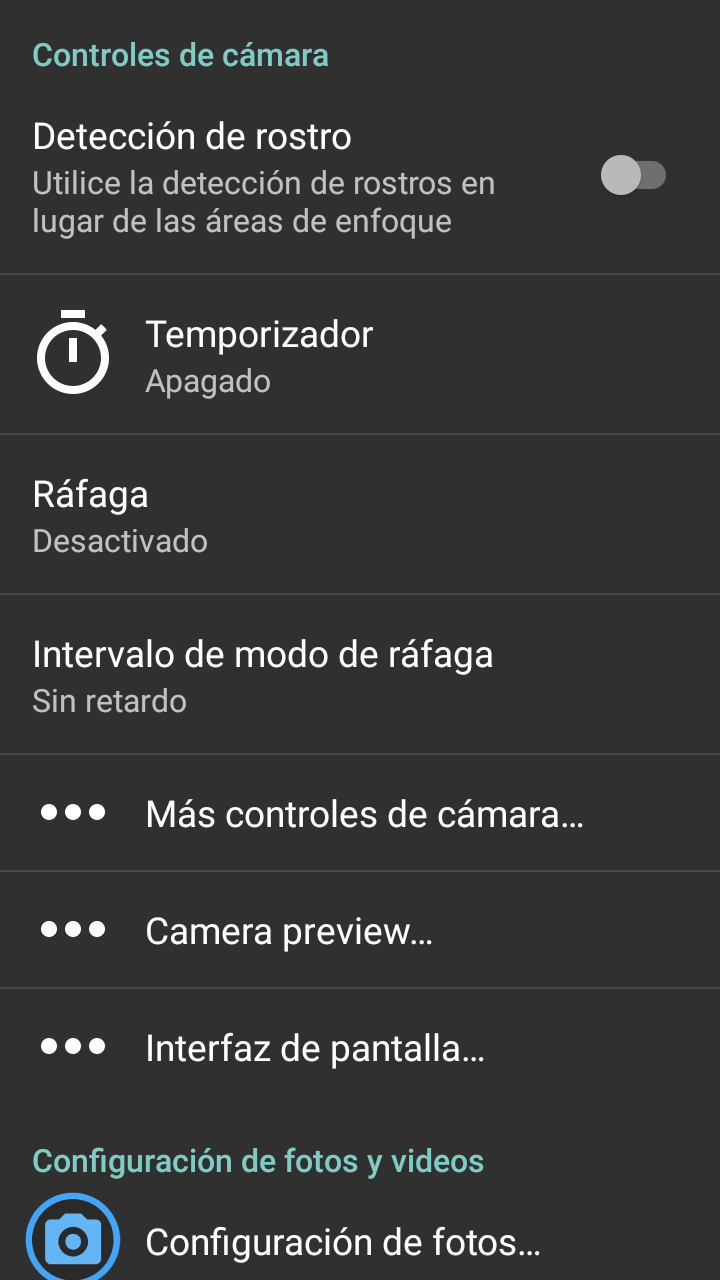 Controles de cámara
Detección de rostro
Utilice la detección de rostros en
lugar de las áreas de enfoque
Temporizador
Apagado
Ráfaga
Desactivado
Intervalo de modo de ráfaga
Sin retardo
Más controles de cámara…
Camera preview…
Interfaz de pantalla…
Configuración de fotos y videos
Configuración de fotos…